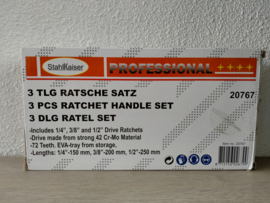 StahlKaiser
PROFESSIONAL ++++
3 TLG RATSCHE SATZ
20767
3 PCS RATCHET HANDLE SET
3 DLG RATEL SET
-Includes 1/4", 3/8" and 1/2" Drive Ratchets
-Drive made from strong 42 Cr-Mo Material
-72 Teeth. EVA-tray from storage,
-Lengths: 1/4"-150 mm, 3/8"-200 mm, 1/2"-250 mm